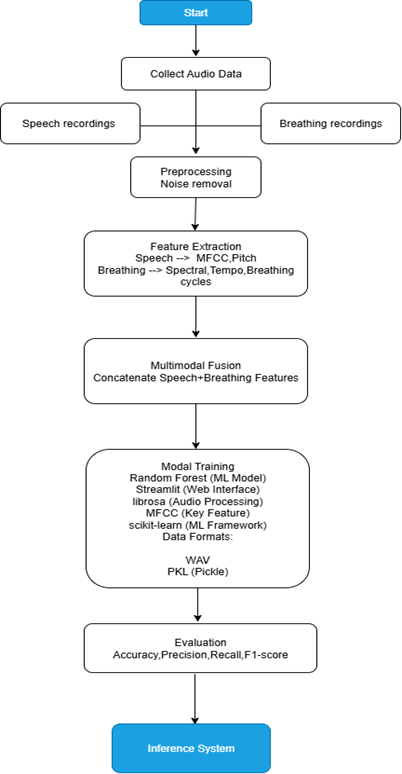 Start
Collect Audio Data
Speech recordings
Breathing recordings
Preprocessing
Noise removal
Feature Extraction
Speech --> MFCC,Pitch
Breathing --> Spectral,Tempo,Breathing
cycles
Multimodal Fusion
Concatenate Speech+Breathing Features
Modal Training
Random Forest (ML Model)
Streamlit (Web Interface)
librosa (Audio Processing)
MFCC (Key Feature)
scikit-learn (ML Framework)
Data Formats:
WAV
PKL (Pickle)
Evaluation
Accuracy,Precision,Recall,F1-score
Inference System